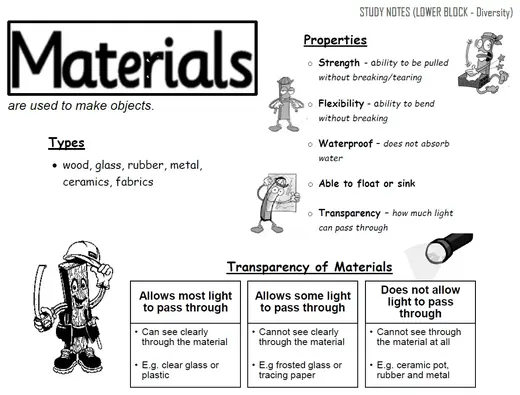 STUDY NOTES (LOWER BLOCK - Diversity)
Materials
are used to make objects.
Types
• wood, glass, rubber, metal,
ceramics, fabrics
Properties
o Strength - ability to be pulled
without breaking/tearing
o Flexibility - ability to bend
without breaking
o Waterproof – does not absorb
water
o Able to float or sink
o Transparency – how much light
can pass through
Transparency of Materials
Allows most light
to pass through
• Can see clearly
through the material
• E.g. clear glass or
plastic
Allows some light
to pass through
• Cannot see clearly
through the material
• E.g frosted glass or
tracing paper
Does not allow
light to pass
through
• Cannot see through
the material at all
• E.g. ceramic pot,
rubber and metal